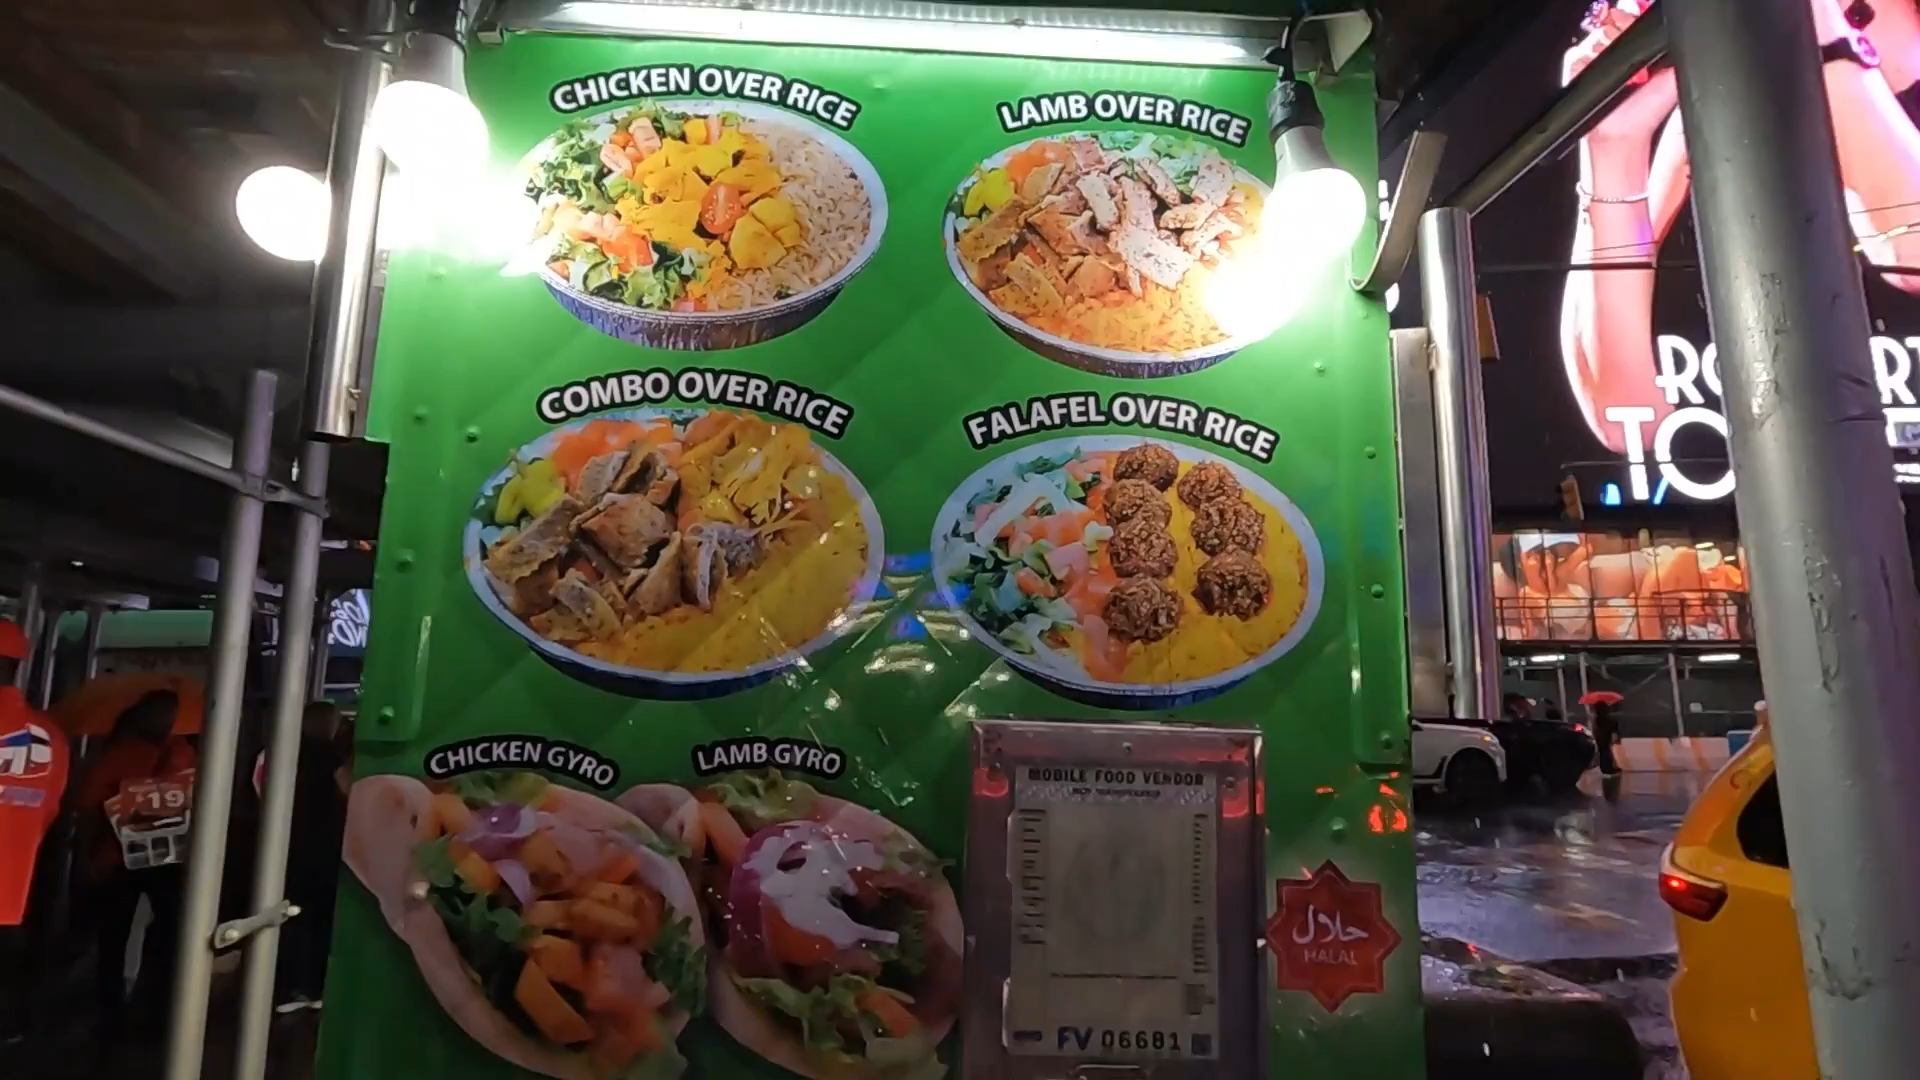 CHICKEN OVER RICE
LAMB OVER RICE
COMBO OVER RICE
FALAFEL OVER RICE
CHICKEN GYRO
LAMB GYRO
MOBILE FOOD VENDOR
FV 06681
حلال
HALAL
$19
TO